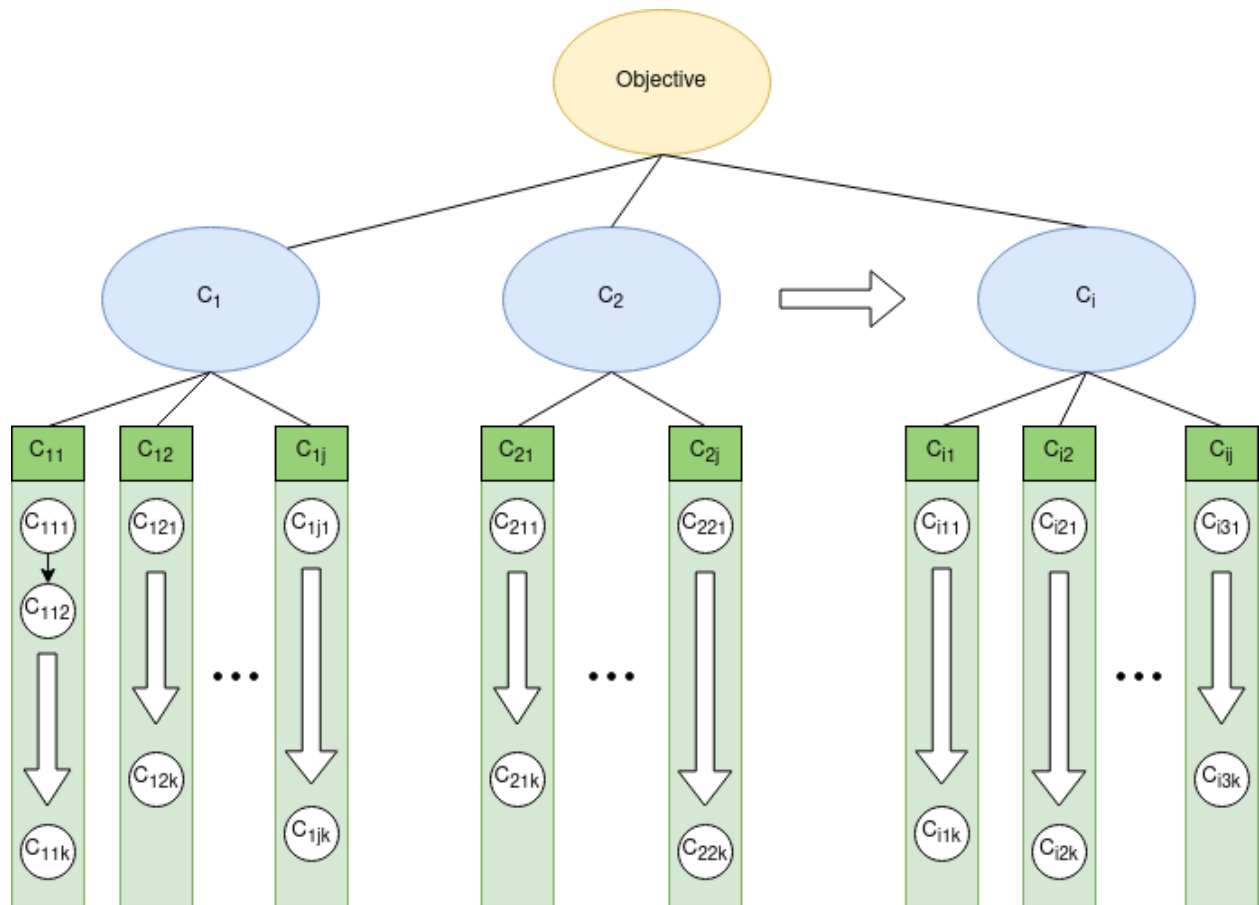 Objective
C₁ C₂ Cᵢ
C₁₁ C₁₂ C₁ⱼ C₂₁ C₂ⱼ Cᵢ₁ Cᵢ₂ Cᵢⱼ
C₁₁₁ C₁₂₁ C₁ⱼ₁ C₂₁₁ C₂₂₁ Cᵢ₁₁ Cᵢ₂₁ Cᵢ₃₁
C₁₁₂
••• ••• •••
C₁₂ₖ C₂₁ₖ Cᵢ₃ₖ
C₁₁ₖ C₁ⱼₖ C₂₂ₖ Cᵢ₁ₖ Cᵢ₂ₖ